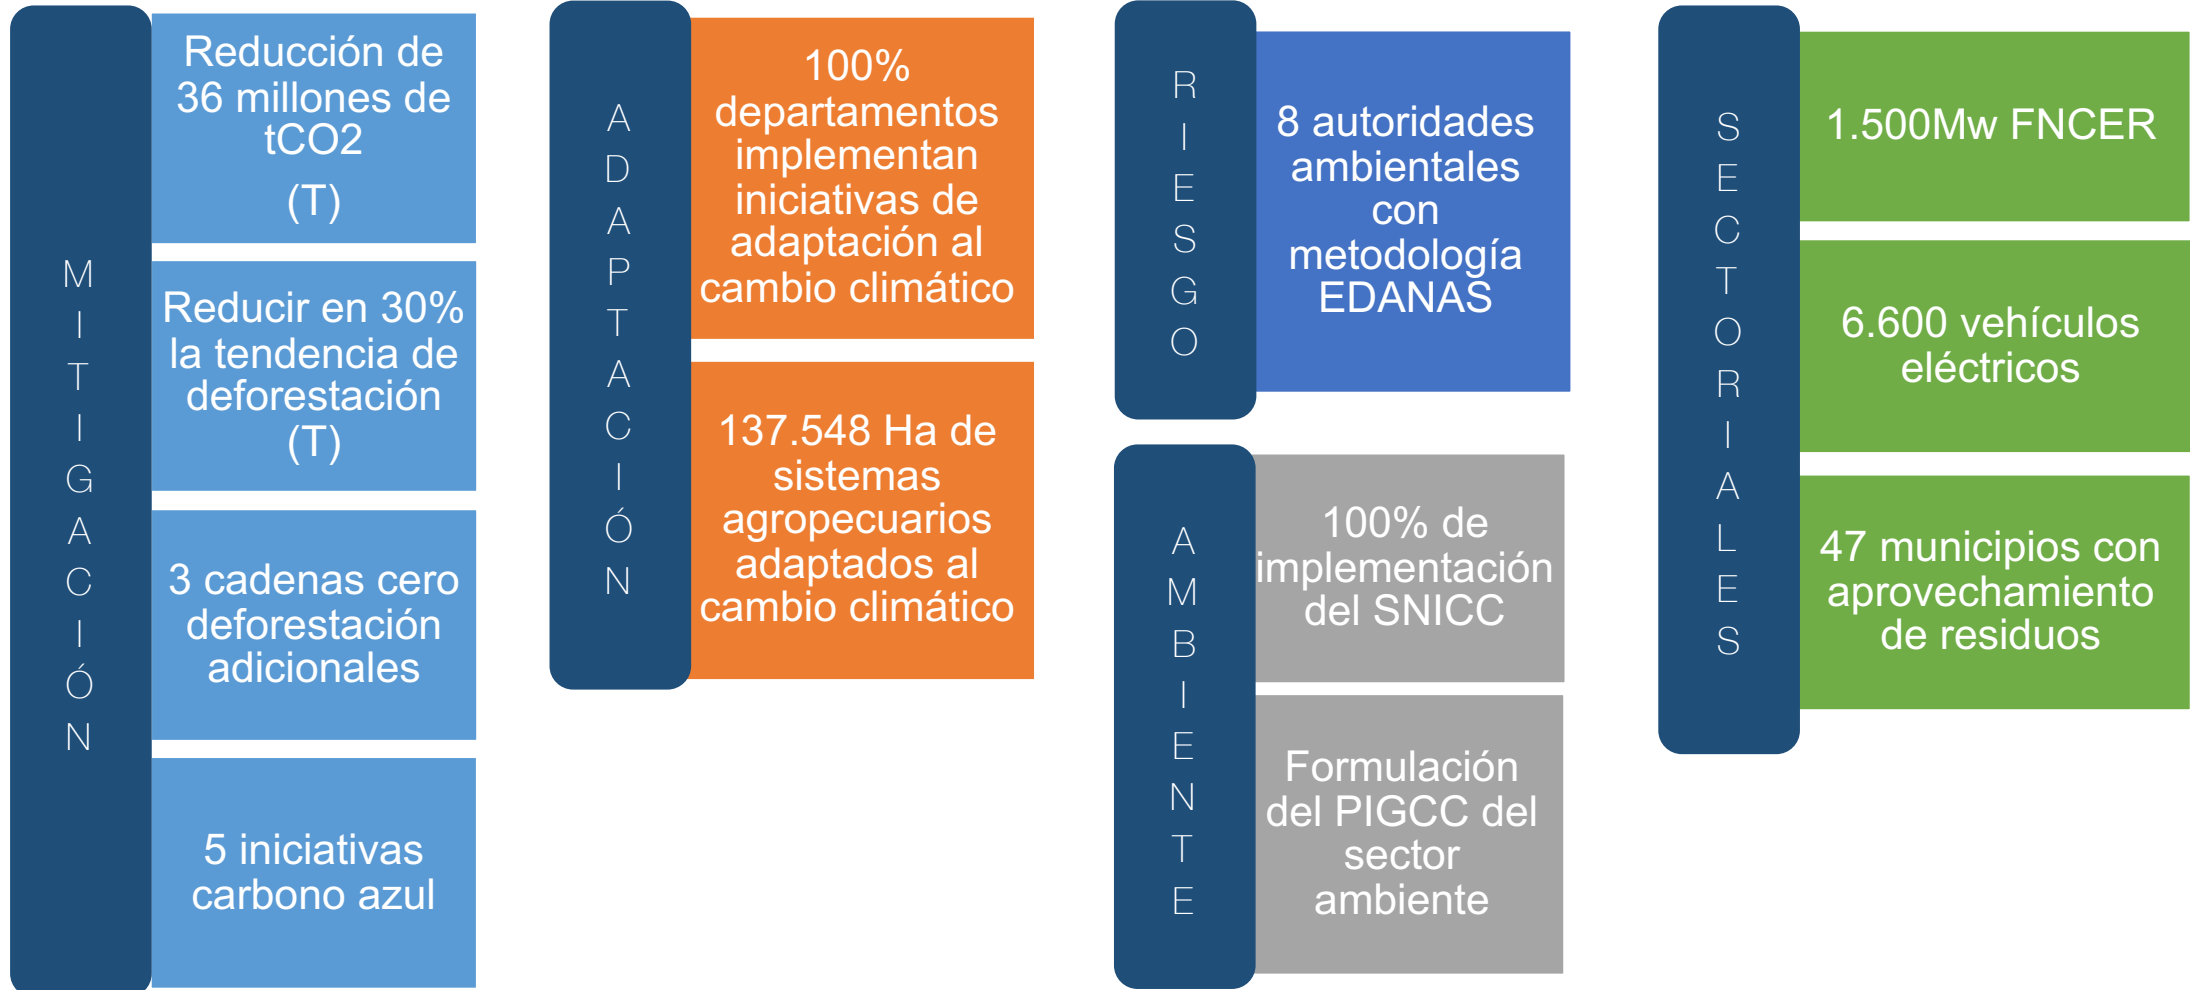 MITIGACIÓN
Reducción de
36 millones de
tCO2
(T)
Reducir en 30%
la tendencia de
deforestación
(T)
3 cadenas cero
deforestación
adicionales
5 iniciativas
carbono azul
ADAPTACIÓN
100%
departamentos
implementan
iniciativas de
adaptación al
cambio climático
137.548 Ha de
sistemas
agropecuarios
adaptados al
cambio climático
RIESGO
8 autoridades
ambientales
con
metodología
EDANAS
AMBIENTE
100% de
implementación
del SNICC
Formulación
del PIGCC del
sector
ambiente
SECTORIALES
1.500Mw FNCER
6.600 vehículos
eléctricos
47 municipios con
aprovechamiento
de residuos